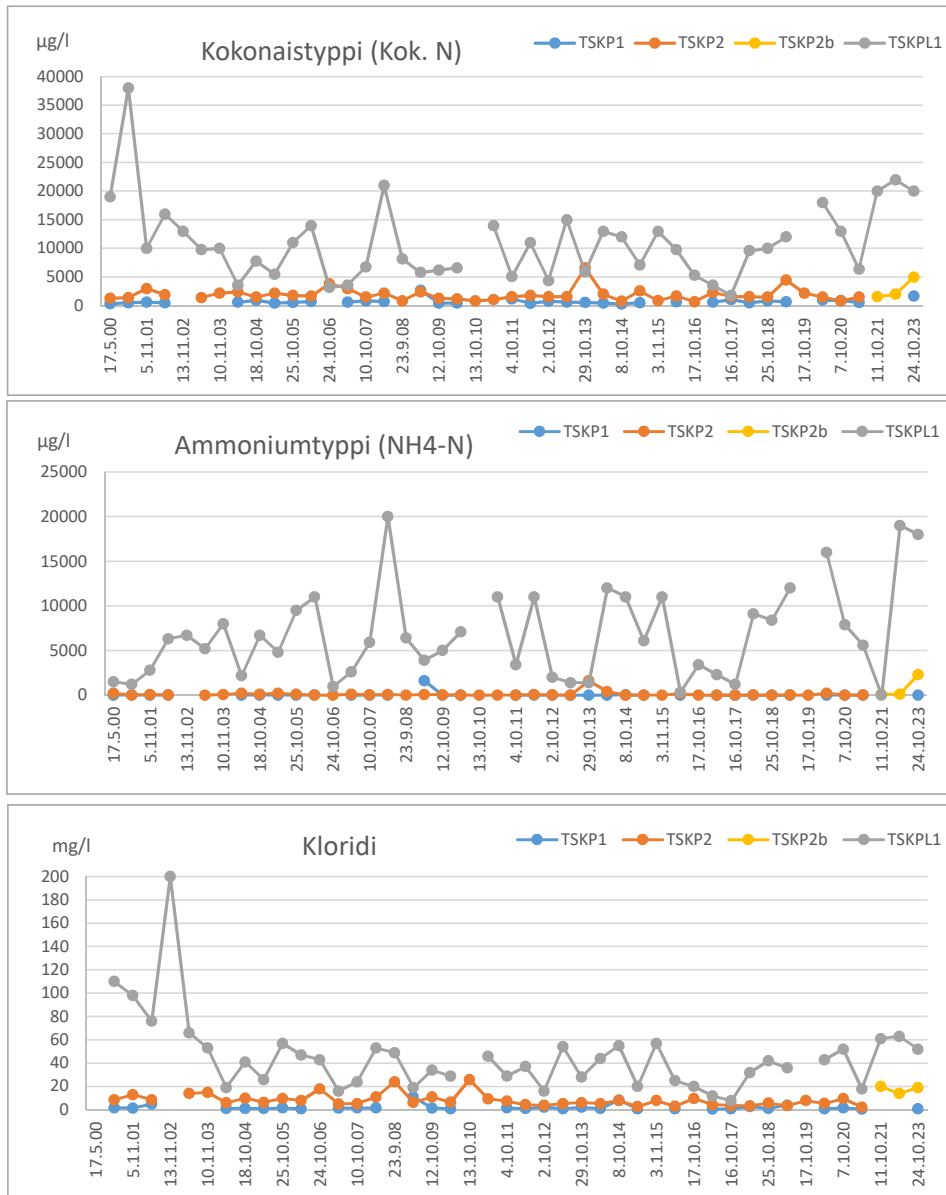 µg/l
Kokonaistyppi (Kok. N)
TSKP1 TSKP2 TSKP2b TSKPL1
40000
35000
30000
25000
20000
15000
10000
5000
0
17.5.00 5.11.01 13.11.02 10.11.03 18.10.04 25.10.05 24.10.06 10.10.07 23.9.08 12.10.09 13.10.10 4.10.11 2.10.12 29.10.13 8.10.14 3.11.15 17.10.16 16.10.17 25.10.18 17.10.19 7.10.20 11.10.21 24.10.23
µg/l
Ammoniumtyppi (NH4-N)
TSKP1 TSKP2 TSKP2b TSKPL1
25000
20000
15000
10000
5000
0
17.5.00 5.11.01 13.11.02 10.11.03 18.10.04 25.10.05 24.10.06 10.10.07 23.9.08 12.10.09 13.10.10 4.10.11 2.10.12 29.10.13 8.10.14 3.11.15 17.10.16 16.10.17 25.10.18 17.10.19 7.10.20 11.10.21 24.10.23
mg/l
Kloridi
TSKP1 TSKP2 TSKP2b TSKPL1
200
180
160
140
120
100
80
60
40
20
0
17.5.00 5.11.01 13.11.02 10.11.03 18.10.04 25.10.05 24.10.06 10.10.07 23.9.08 12.10.09 13.10.10 4.10.11 2.10.12 29.10.13 8.10.14 3.11.15 17.10.16 16.10.17 25.10.18 17.10.19 7.10.20 11.10.21 24.10.23